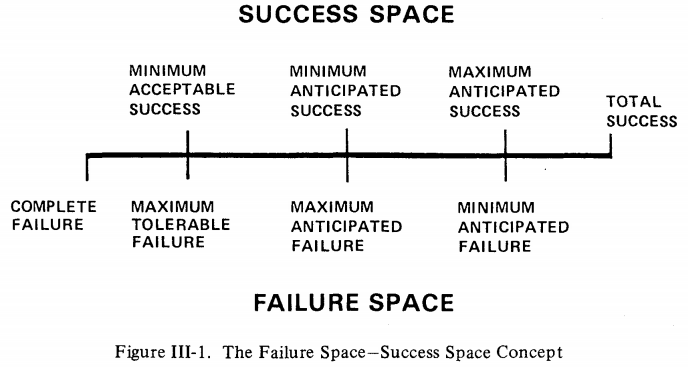 SUCCESS SPACE
MINIMUM
ACCEPTABLE
SUCCESS
MINIMUM
ANTICIPATED
SUCCESS
MAXIMUM
ANTICIPATED
SUCCESS
TOTAL
SUCCESS
COMPLETE
FAILURE
MAXIMUM
TOLERABLE
FAILURE
MAXIMUM
ANTICIPATED
FAILURE
MINIMUM
ANTICIPATED
FAILURE
FAILURE SPACE
Figure III-1. The Failure Space–Success Space Concept